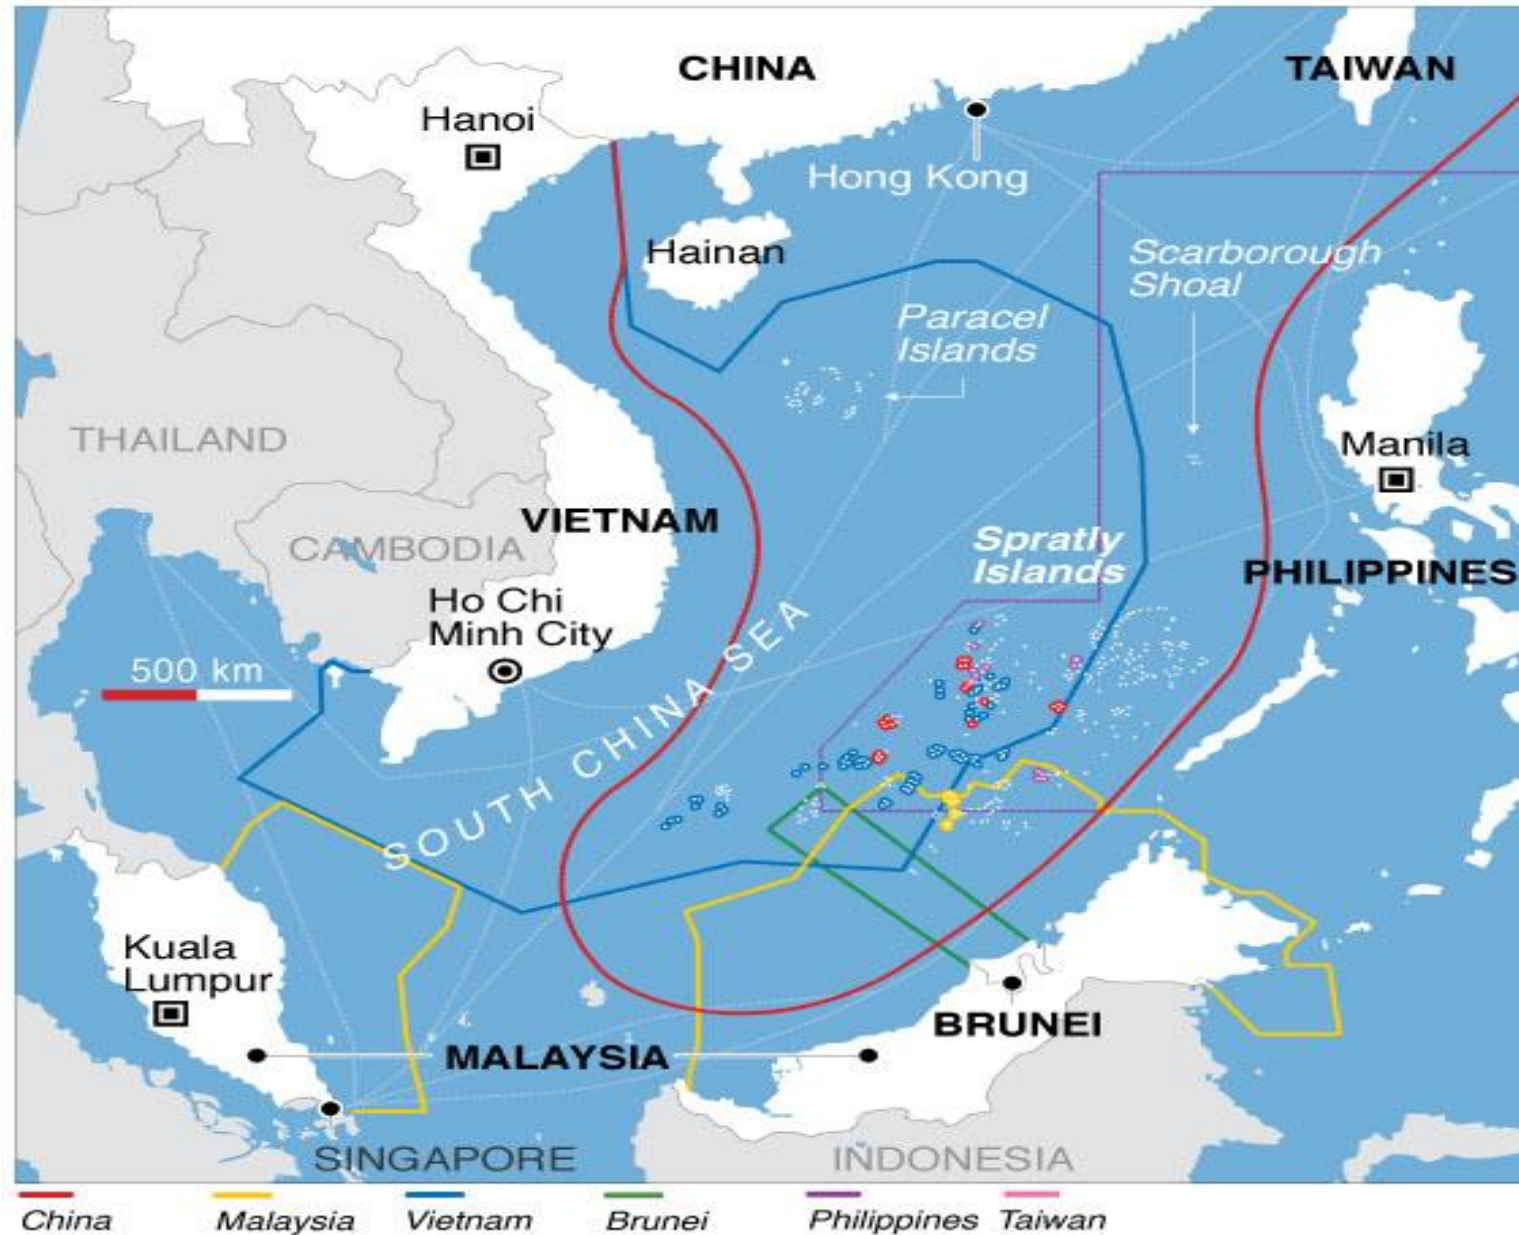 CHINA
TAIWAN
Hanoi
Hong Kong
Hainan
Scarborough
Shoal
Paracel
Islands
THAILAND
Manila
VIETNAM
CAMBODIA
Spratly
Islands
PHILIPPINES
Ho Chi
Minh City
500 km
SOUTH CHINA SEA
Kuala
Lumpur
BRUNEI
MALAYSIA
SINGAPORE
INDONESIA
China
Malaysia
Vietnam
Brunei
Philippines
Taiwan